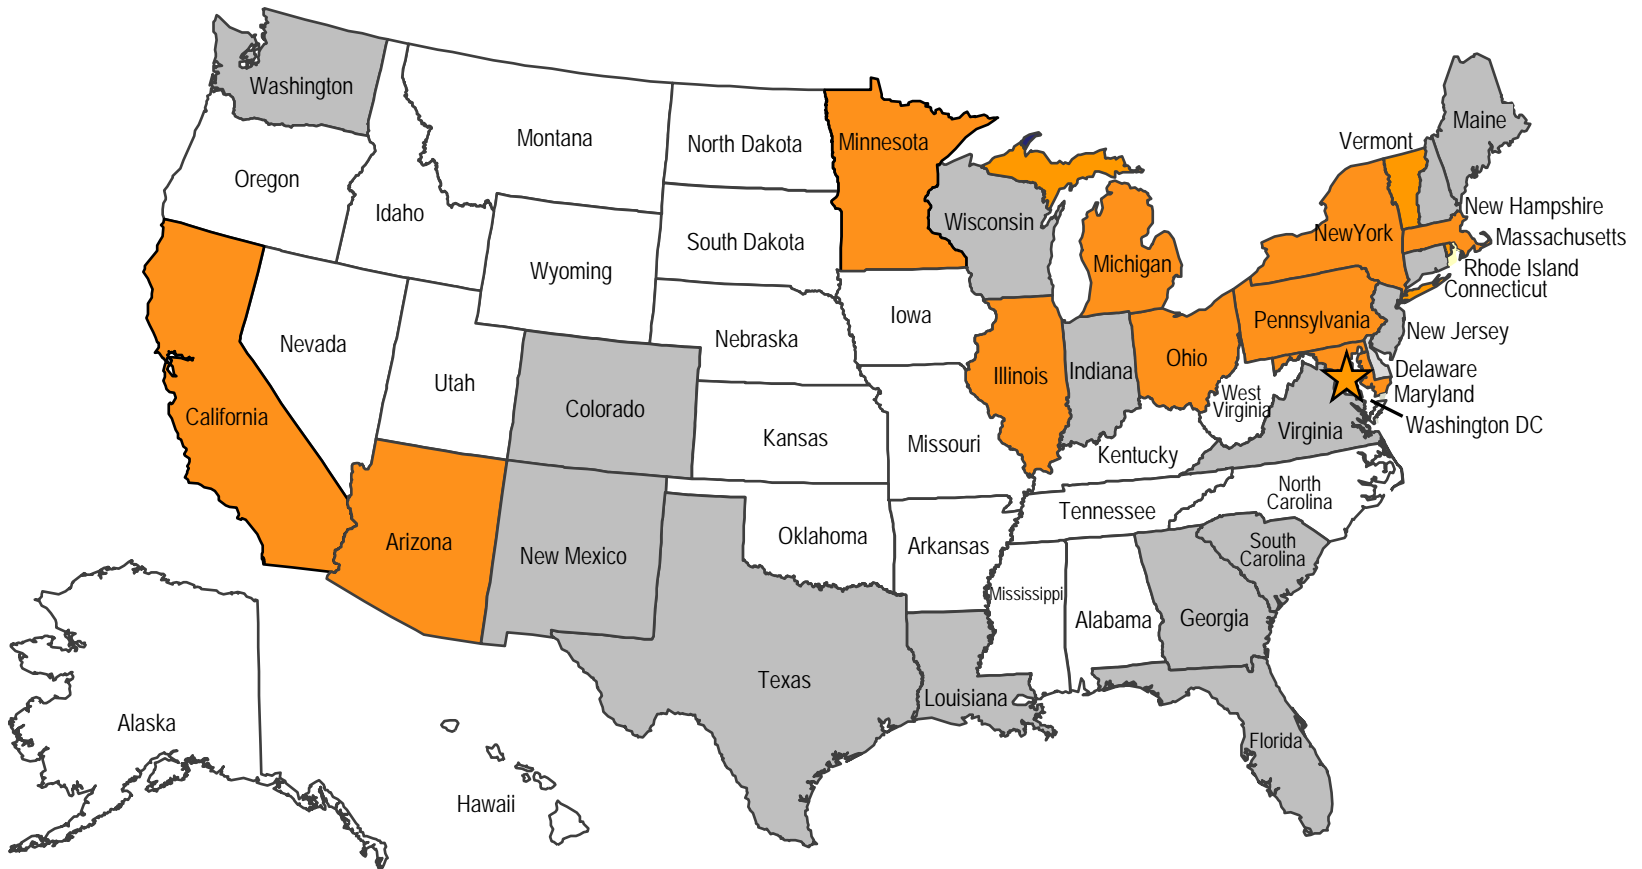 Washington
Montana
North Dakota
Minnesota
Maine
Vermont
Oregon
Idaho
New Hampshire
Wisconsin
South Dakota
NewYork
Massachusetts
Wyoming
Michigan
Rhode Island
Connecticut
Iowa
Pennsylvania
New Jersey
Nebraska
Nevada
Ohio
Indiana
Illinois
Delaware
Utah
West
Virginia
Maryland
Colorado
California
Washington DC
Virginia
Kansas
Missouri
Kentucky
North
Carolina
Tennessee
Oklahoma
Arizona
Arkansas
South
Carolina
New Mexico
Mississippi
Alabama
Georgia
Texas
Louisiana
Alaska
Florida
Hawaii